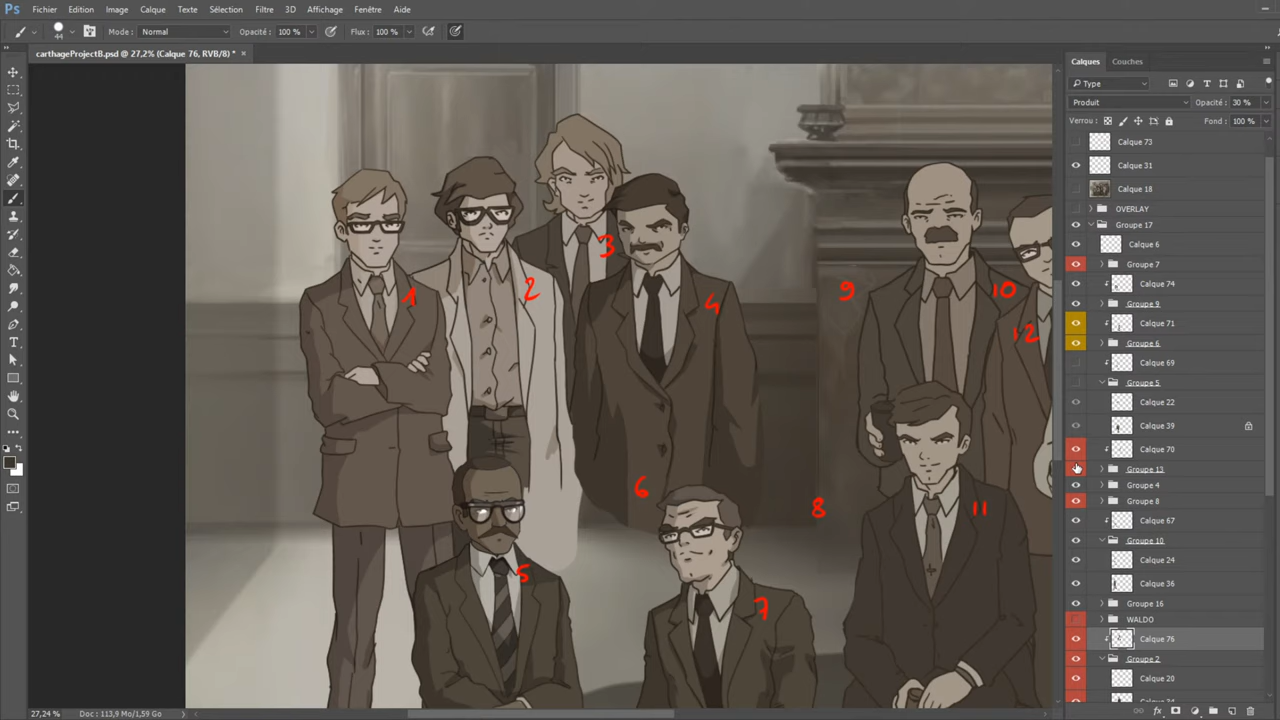 Ps Fichier Edition Image Calque Texte Sélection Filtre 3D Affichage Fenêtre Aide
44 Mode : Normal Opacité : 100 % Flux : 100 %
carthageProjectB.psd @ 27,2% (Calque 76, RVB/8) * ×
Calques Couches
Type
Produit Opacité : 30 %
Verrou : Fond : 100 %
Calque 73
Calque 31
Calque 18
OVERLAY
Groupe 17
Calque 6
Groupe 7
Calque 74
Groupe 9
Calque 71
Groupe 6
Calque 69
Groupe 5
Calque 22
Calque 39
Calque 70
Groupe 13
Groupe 4
Groupe 8
Calque 67
Groupe 10
Calque 24
Calque 36
Groupe 16
WALDO
Calque 76
Groupe 2
Calque 20
3
1
2
4
9
10
12
6
8
11
5
7
27,24 % Doc : 113,9 Mo/1,59 Go